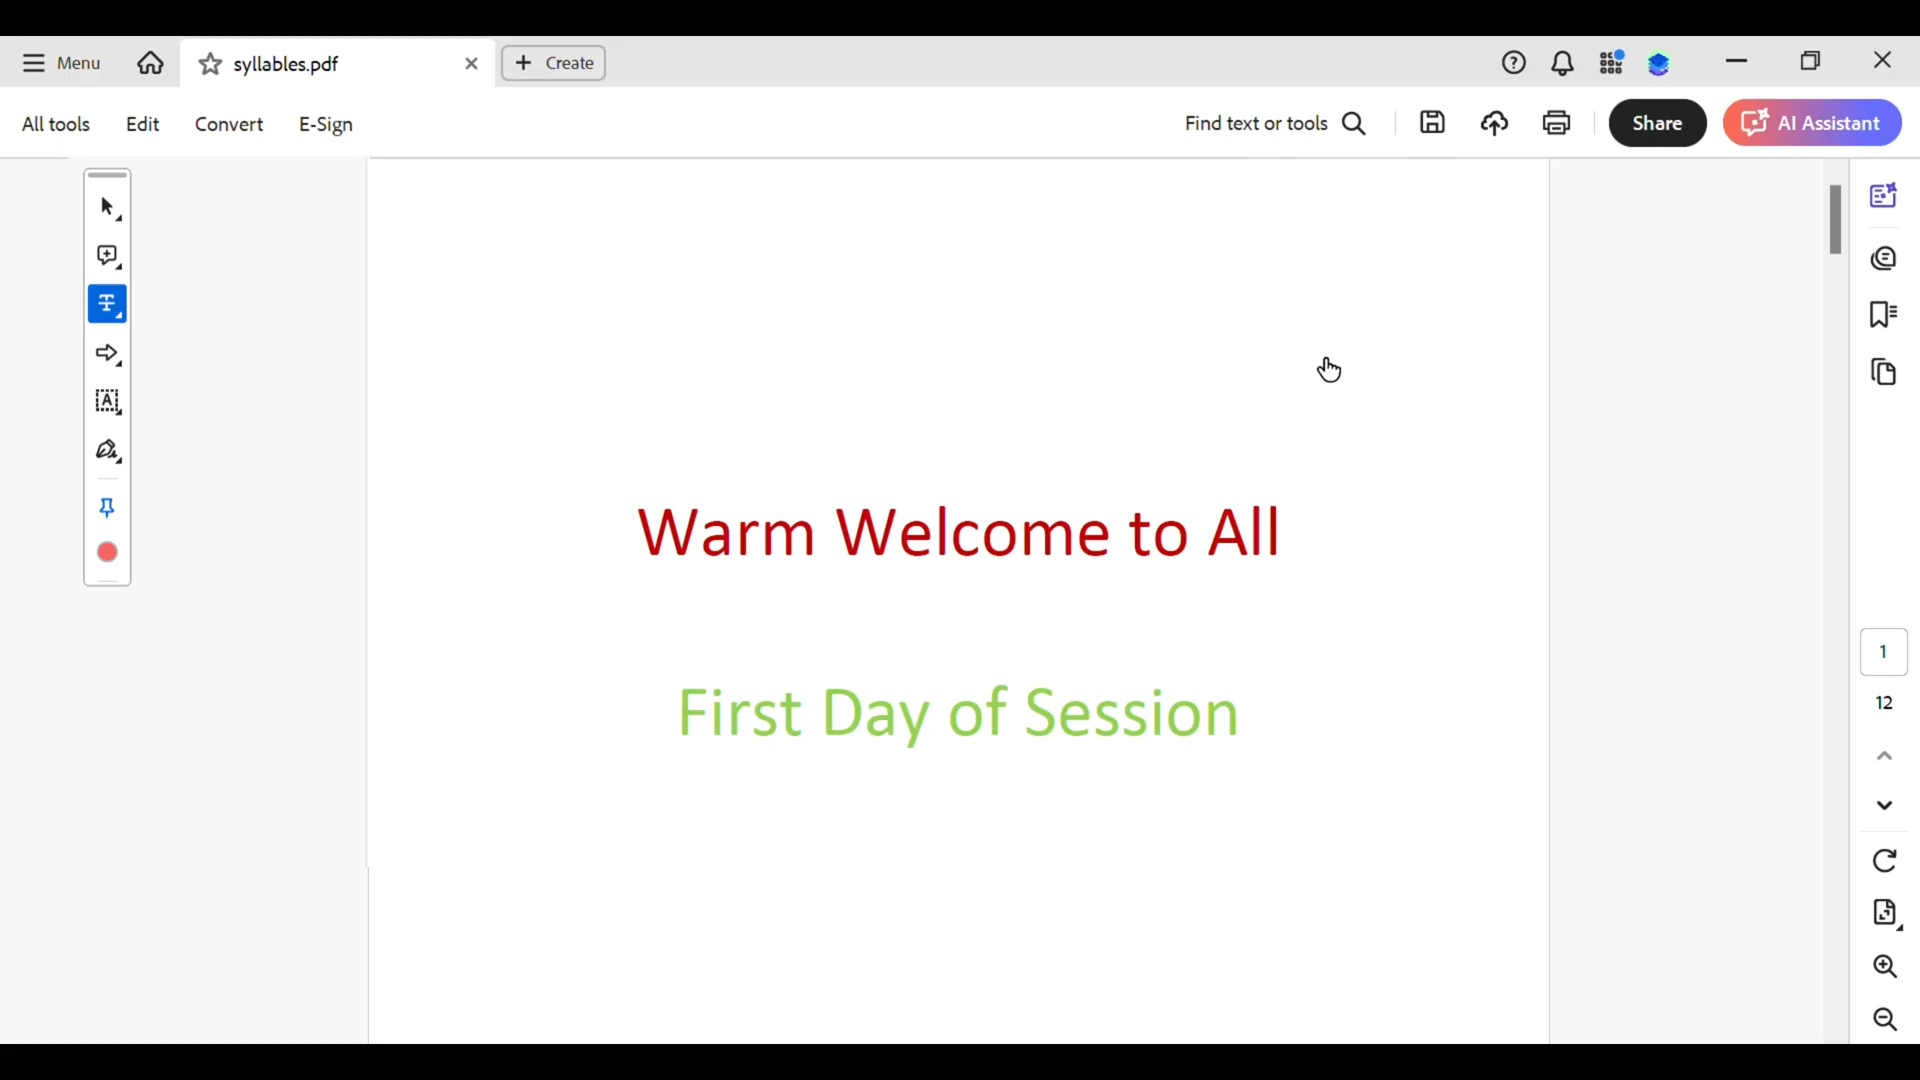 Menu
syllables.pdf
Create
All tools
Edit
Convert
E-Sign
Find text or tools
Share
AI Assistant
Warm Welcome to All
First Day of Session
1
12